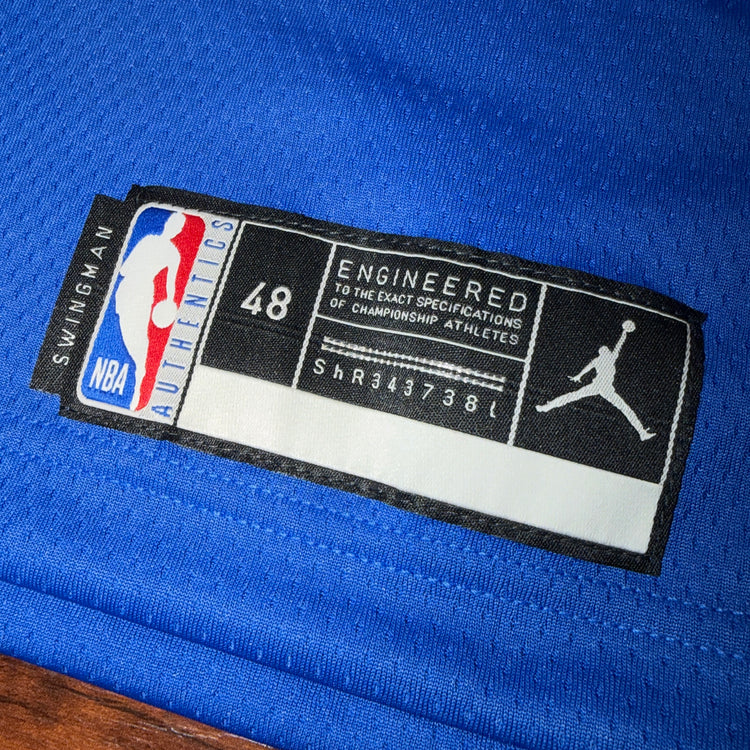 SWINGMAN
NBA
AUTHENTICS
48
ENGINEERED
TO THE EXACT SPECIFICATIONS
OF CHAMPIONSHIP ATHLETES
ShR343738l